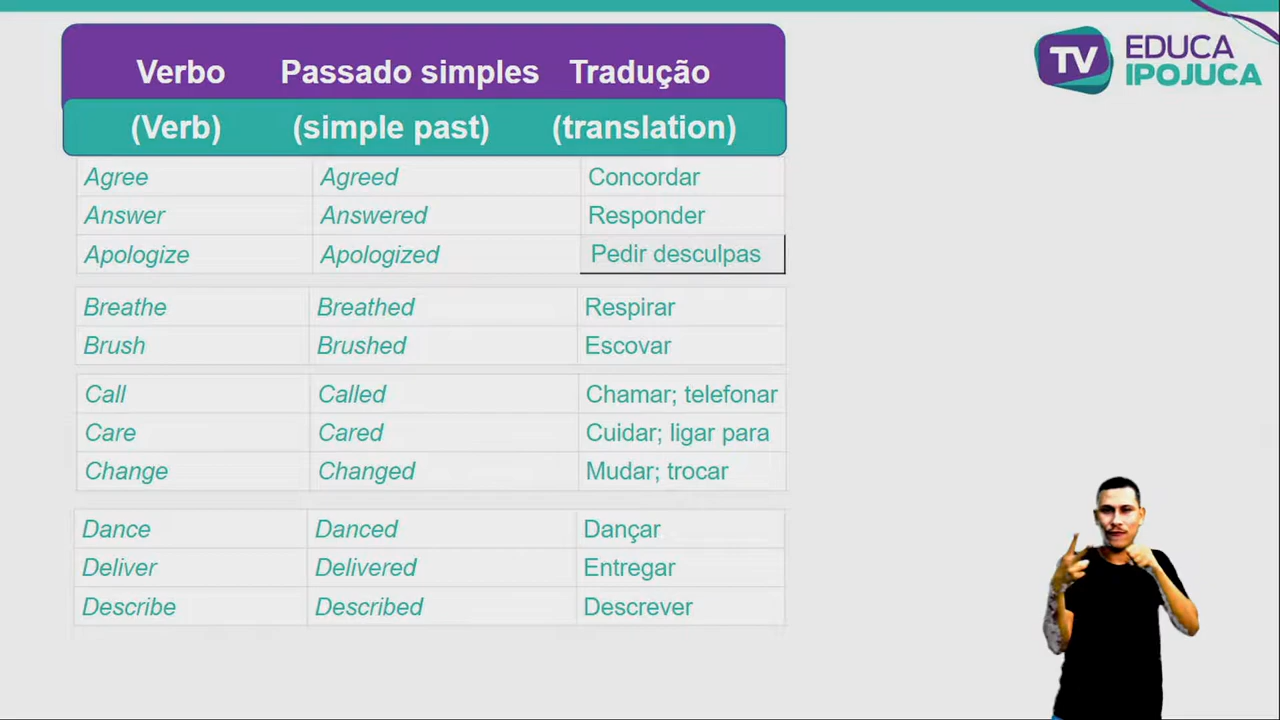 Verbo Passado simples Tradução
(Verb) (simple past) (translation)
Agree Agreed Concordar
Answer Answered Responder
Apologize Apologized Pedir desculpas
Breathe Breathed Respirar
Brush Brushed Escovar
Call Called Chamar; telefonar
Care Cared Cuidar; ligar para
Change Changed Mudar; trocar
Dance Danced Dançar
Deliver Delivered Entregar
Describe Described Descrever
TV EDUCA
IPOJUCA